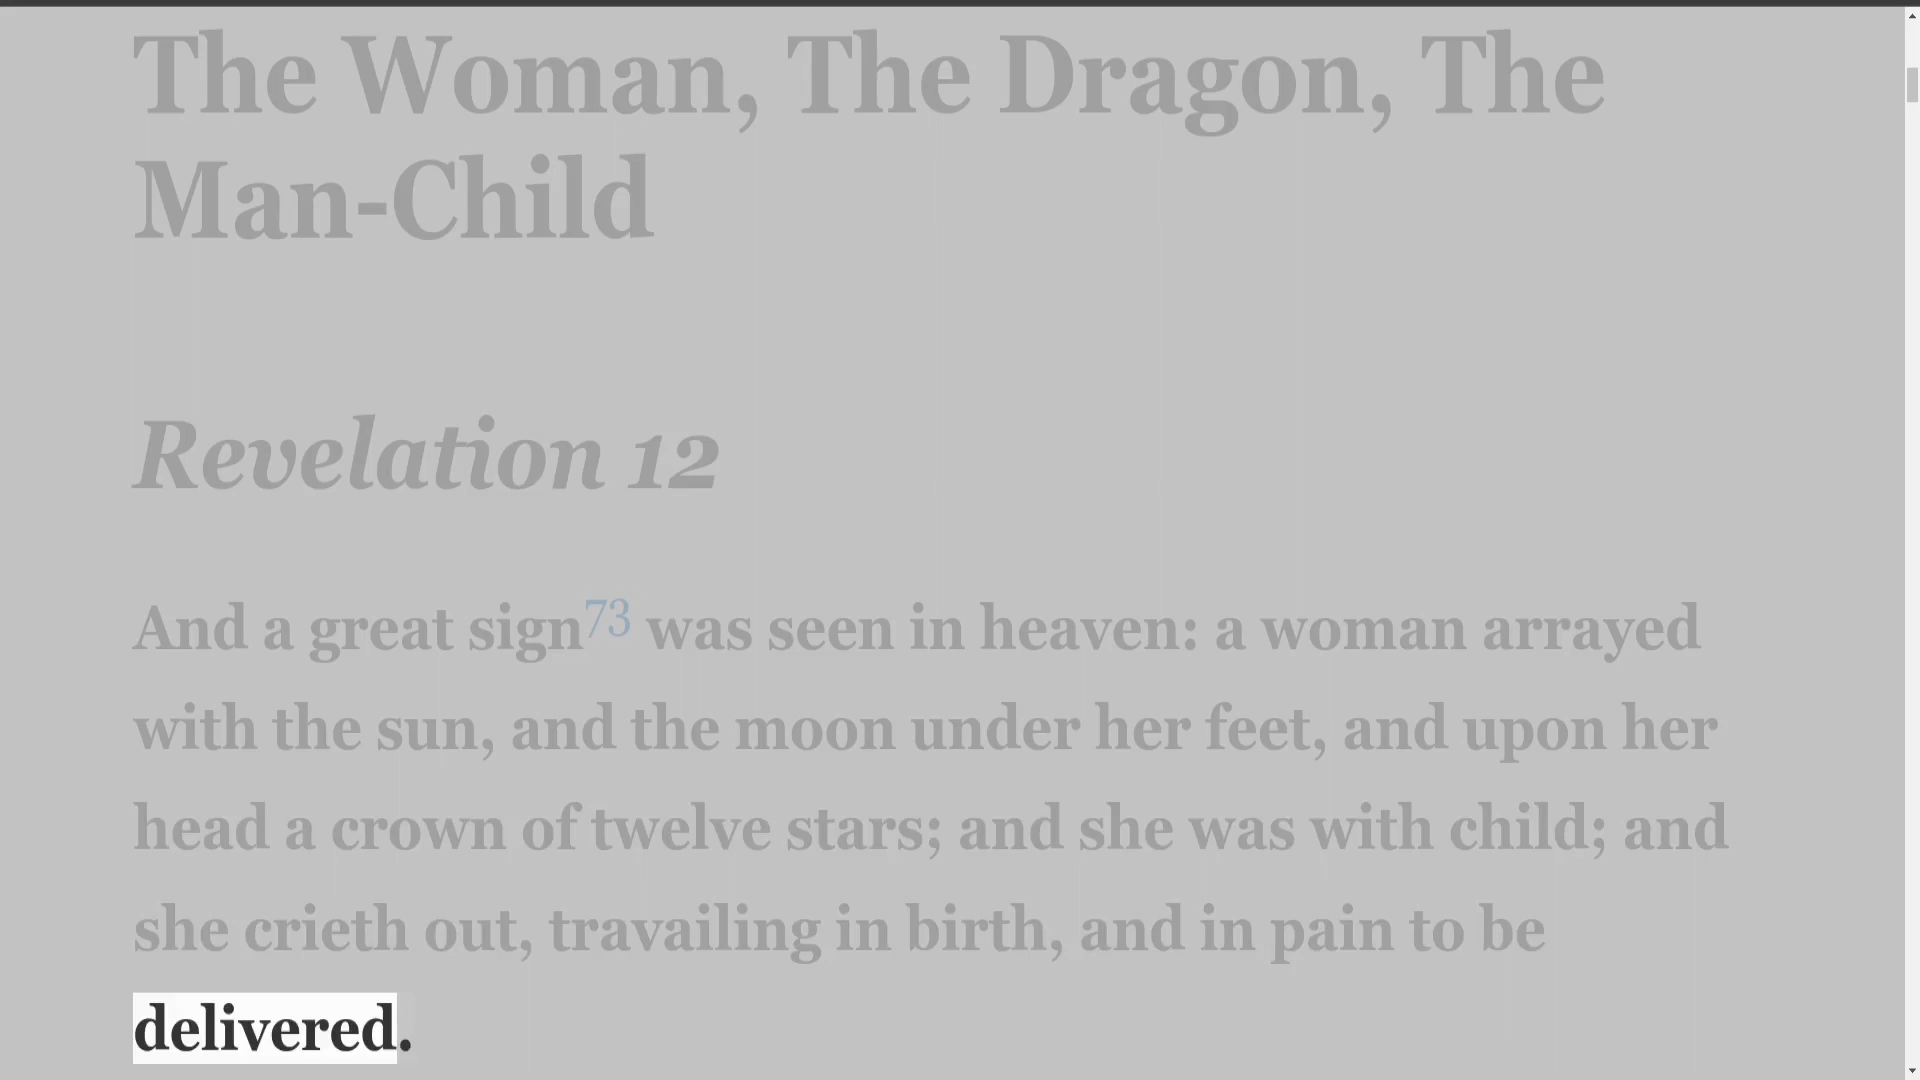 The Woman, The Dragon, The
Man-Child
Revelation 12
And a great sign73 was seen in heaven: a woman arrayed
with the sun, and the moon under her feet, and upon her
head a crown of twelve stars; and she was with child; and
she crieth out, travailing in birth, and in pain to be
delivered.